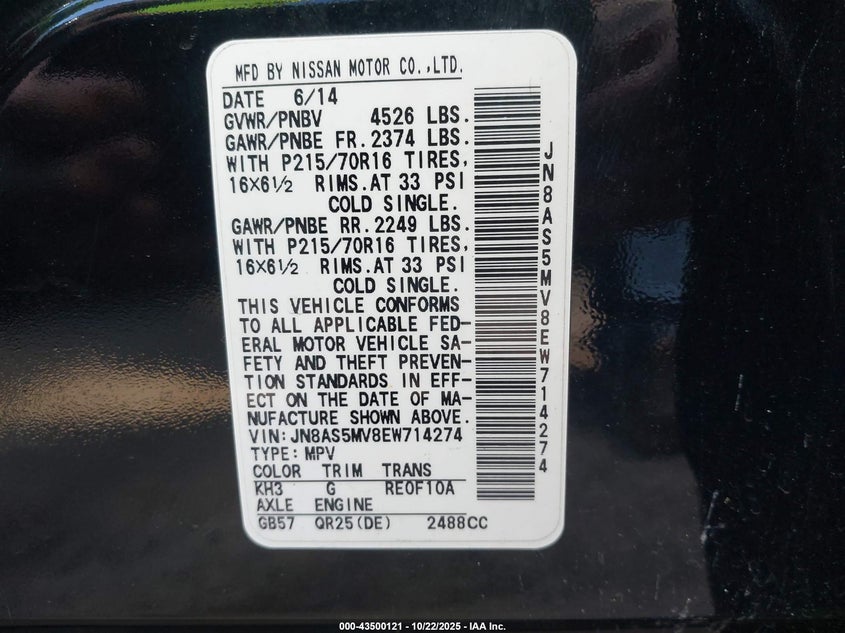 MFD BY NISSAN MOTOR CO.,LTD.
DATE 6/14
GVWR/PNBV 4526 LBS.
GAWR/PNBE FR.2374 LBS.
WITH P215/70R16 TIRES,
16×6½ RIMS.AT 33 PSI
COLD SINGLE.
GAWR/PNBE RR.2249 LBS.
WITH P215/70R16 TIRES,
16×6½ RIMS.AT 33 PSI
COLD SINGLE.
THIS VEHICLE CONFORMS
TO ALL APPLICABLE FED-
ERAL MOTOR VEHICLE SA-
FETY AND THEFT PREVEN-
TION STANDARDS IN EFF-
ECT ON THE DATE OF MA-
NUFACTURE SHOWN ABOVE.
VIN:JN8AS5MV8EW714274
TYPE:MPV
COLOR TRIM TRANS
KH3 G RE0F10A
AXLE ENGINE
GB57 QR25(DE) 2488CC
JN8AS5MV8EW714274
000-43500121 - 10/22/2025 - IAA Inc.